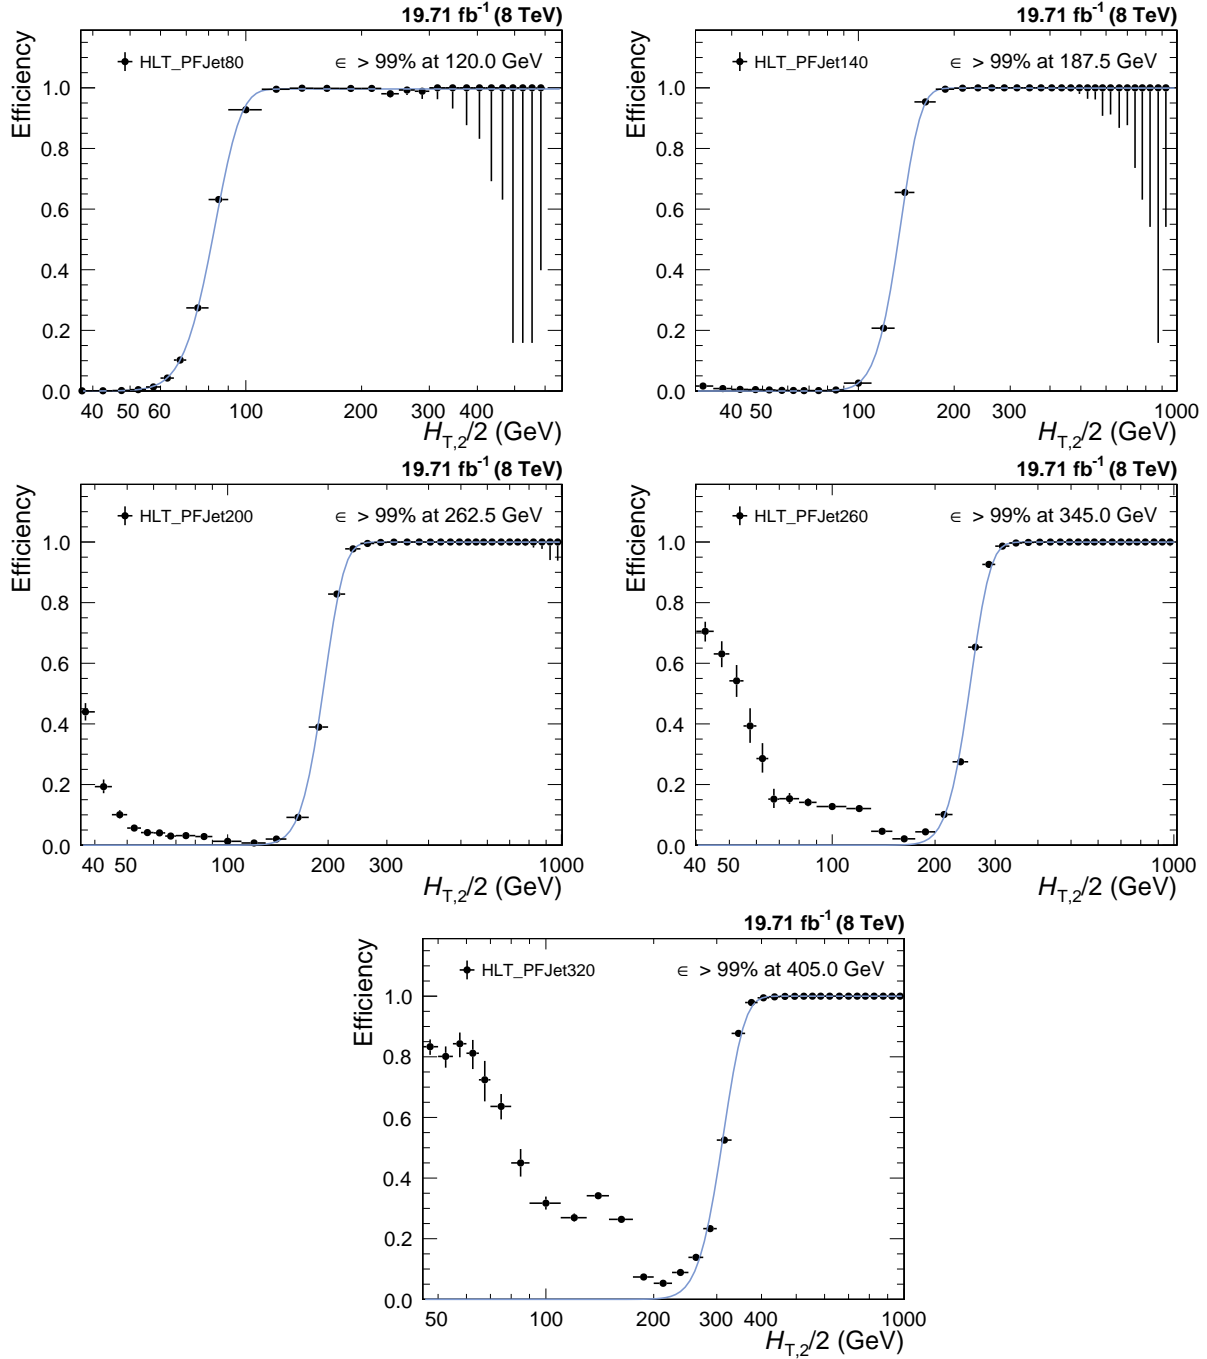 19.71 fb⁻¹ (8 TeV)
Efficiency
HLT_PFJet80
∈ > 99% at 120.0 GeV
1.0
0.8
0.6
0.4
0.2
0.0
40 50 60 100 200 300 400
H_T,2/2 (GeV)
19.71 fb⁻¹ (8 TeV)
Efficiency
HLT_PFJet140
∈ > 99% at 187.5 GeV
1.0
0.8
0.6
0.4
0.2
0.0
40 50 100 200 300 1000
H_T,2/2 (GeV)
19.71 fb⁻¹ (8 TeV)
Efficiency
HLT_PFJet200
∈ > 99% at 262.5 GeV
1.0
0.8
0.6
0.4
0.2
0.0
40 50 100 200 300 1000
H_T,2/2 (GeV)
19.71 fb⁻¹ (8 TeV)
Efficiency
HLT_PFJet260
∈ > 99% at 345.0 GeV
1.0
0.8
0.6
0.4
0.2
0.0
40 50 100 200 300 1000
H_T,2/2 (GeV)
19.71 fb⁻¹ (8 TeV)
Efficiency
HLT_PFJet320
∈ > 99% at 405.0 GeV
1.0
0.8
0.6
0.4
0.2
0.0
50 100 200 300 400 1000
H_T,2/2 (GeV)